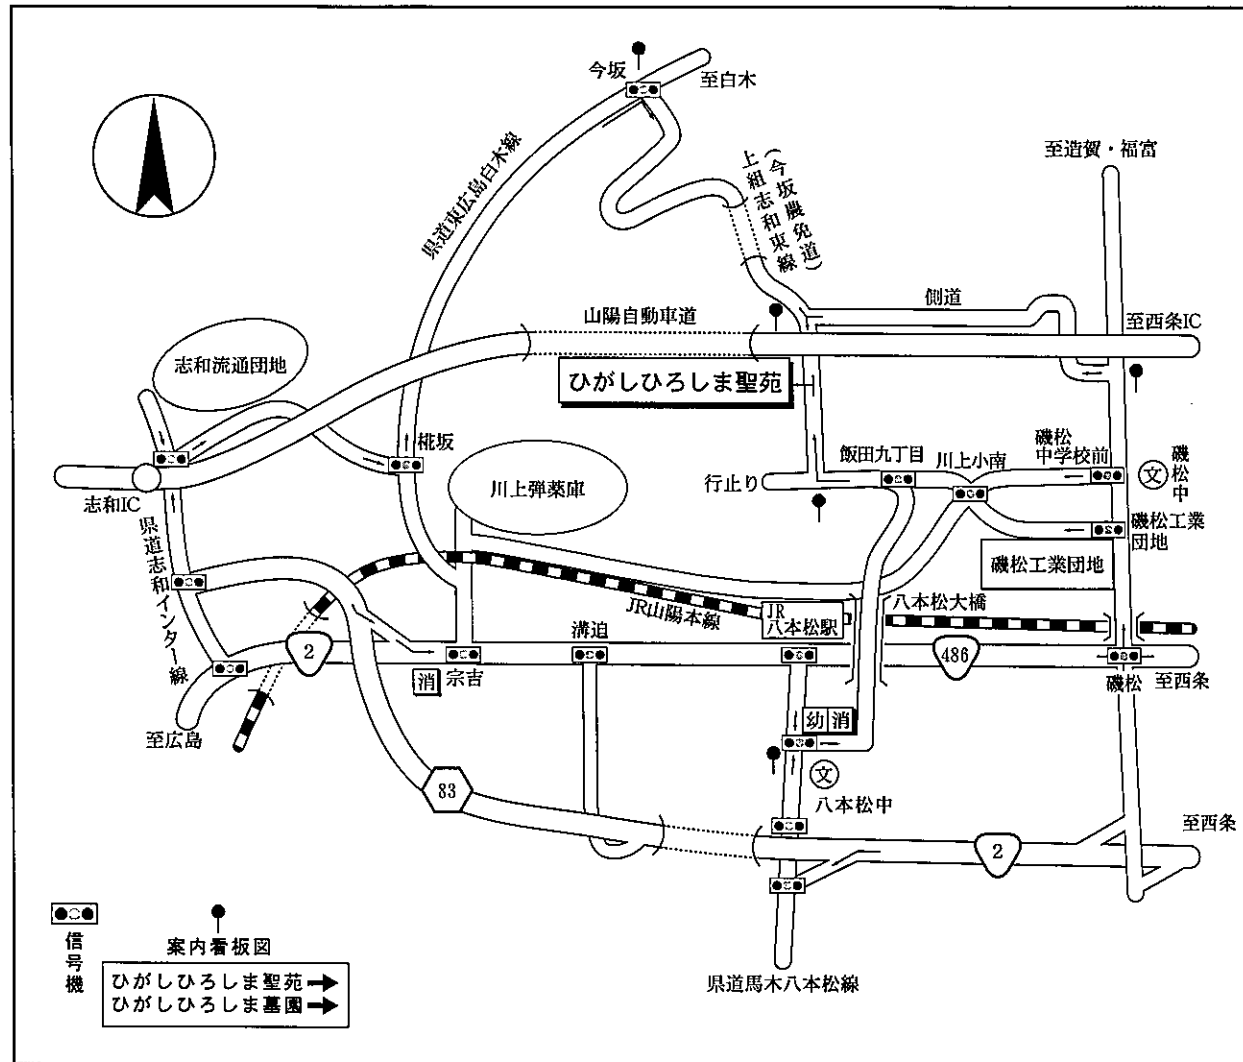 今坂
至白木
至造賀・福富
県道東広島白木線
上組志和東線
(今坂農免道)
側道
山陽自動車道
至西条IC
志和流通団地
ひがしひろしま聖苑
椛坂
飯田九丁目
川上小南
磯松
中学校前
文
磯松中
川上弾薬庫
行止り
志和IC
県道志和インター線
磯松工業
団地
磯松工業団地
JR山陽本線
JR
八本松駅
八本松大橋
溝迫
2
486
消
宗吉
磯松
至西条
至広島
幼
消
文
83
八本松中
至西条
2
信号機
案内看板図
ひがしひろしま聖苑➡
ひがしひろしま墓園➡
県道馬木八本松線